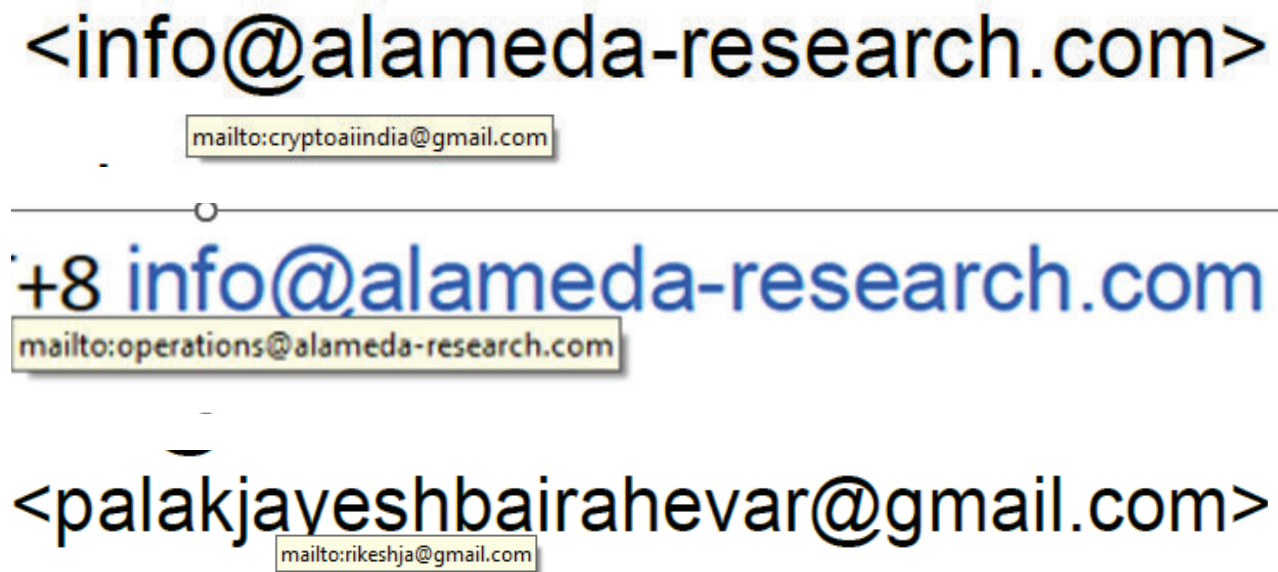 <info@alameda-research.com>
mailto:cryptoaiindia@gmail.com
+8 info@alameda-research.com
mailto:operations@alameda-research.com
<palakjayeshbairahevar@gmail.com>
mailto:rikeshja@gmail.com